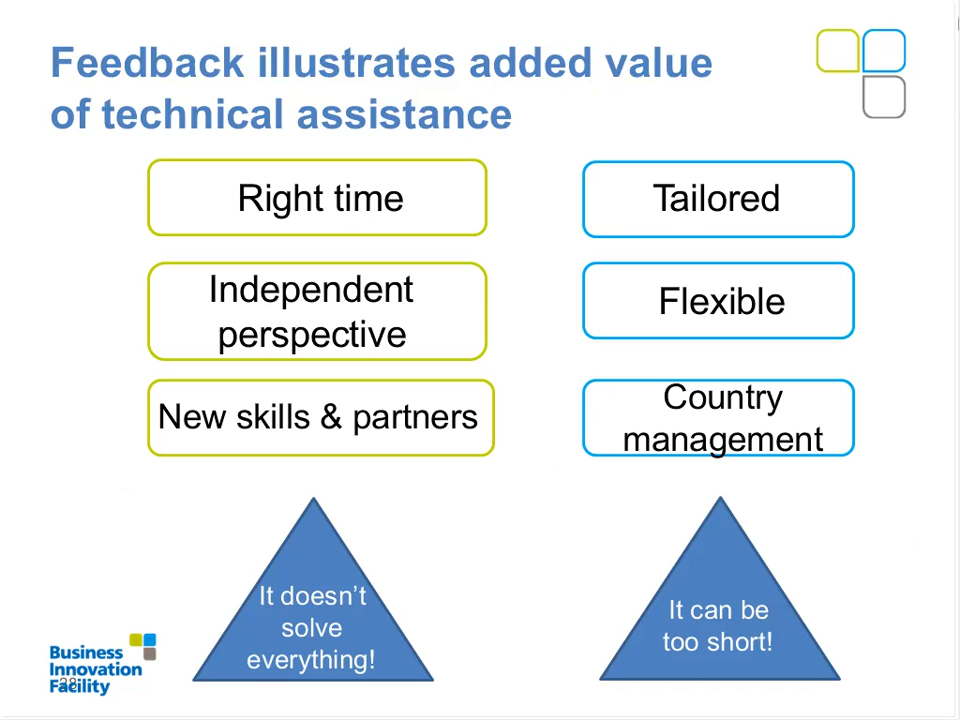 Feedback illustrates added value
of technical assistance
Right time
Tailored
Independent
perspective
Flexible
New skills & partners
Country
management
It doesn’t
solve
everything!
It can be
too short!
Business
Innovation
Facility
28